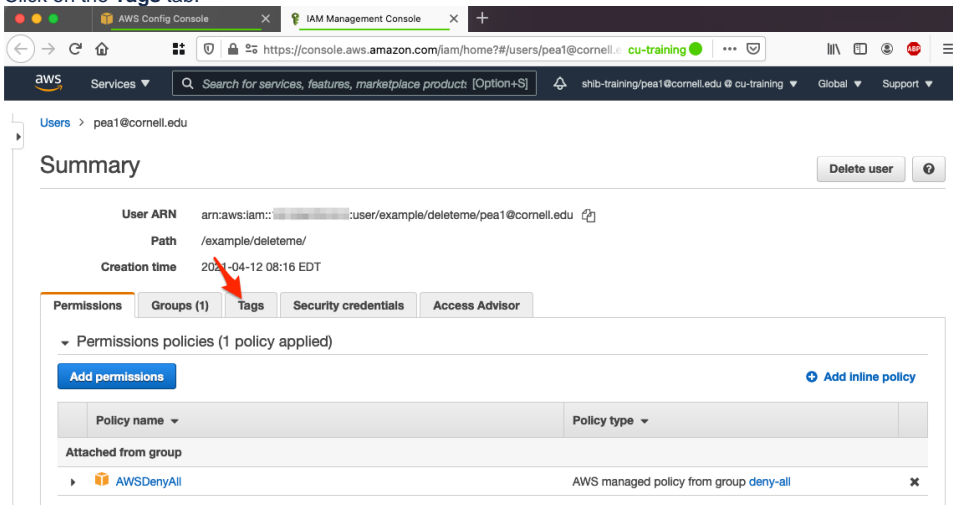 Click on the Tags tab.
AWS Config Console × IAM Management Console × +
https://console.aws.amazon.com/iam/home?#/users/pea1@cornell.e cu-training ABP
aws Services ▼ Search for services, features, marketplace product: [Option+S] shib-training/pea1@cornell.edu @ cu-training ▼ Global ▼ Support ▼
Users > pea1@cornell.edu
Summary Delete user ?
User ARN arn:aws:iam:: :user/example/deleteme/pea1@cornell.edu
Path /example/deleteme/
Creation time 2021-04-12 08:16 EDT
Permissions Groups (1) Tags Security credentials Access Advisor
Permissions policies (1 policy applied)
Add permissions Add inline policy
Policy name Policy type
Attached from group
AWSDenyAll AWS managed policy from group deny-all